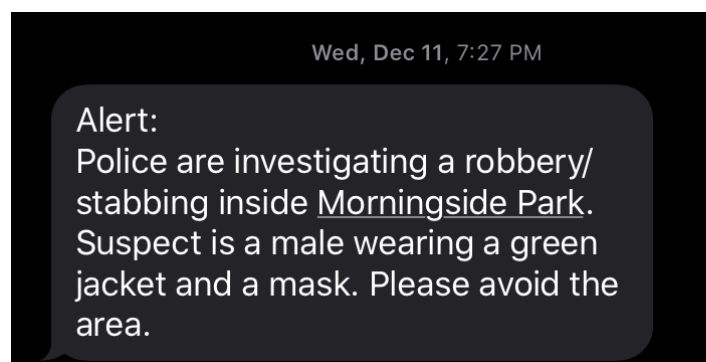 Wed, Dec 11, 7:27 PM
Alert:
Police are investigating a robbery/
stabbing inside Morningside Park.
Suspect is a male wearing a green
jacket and a mask. Please avoid the
area.